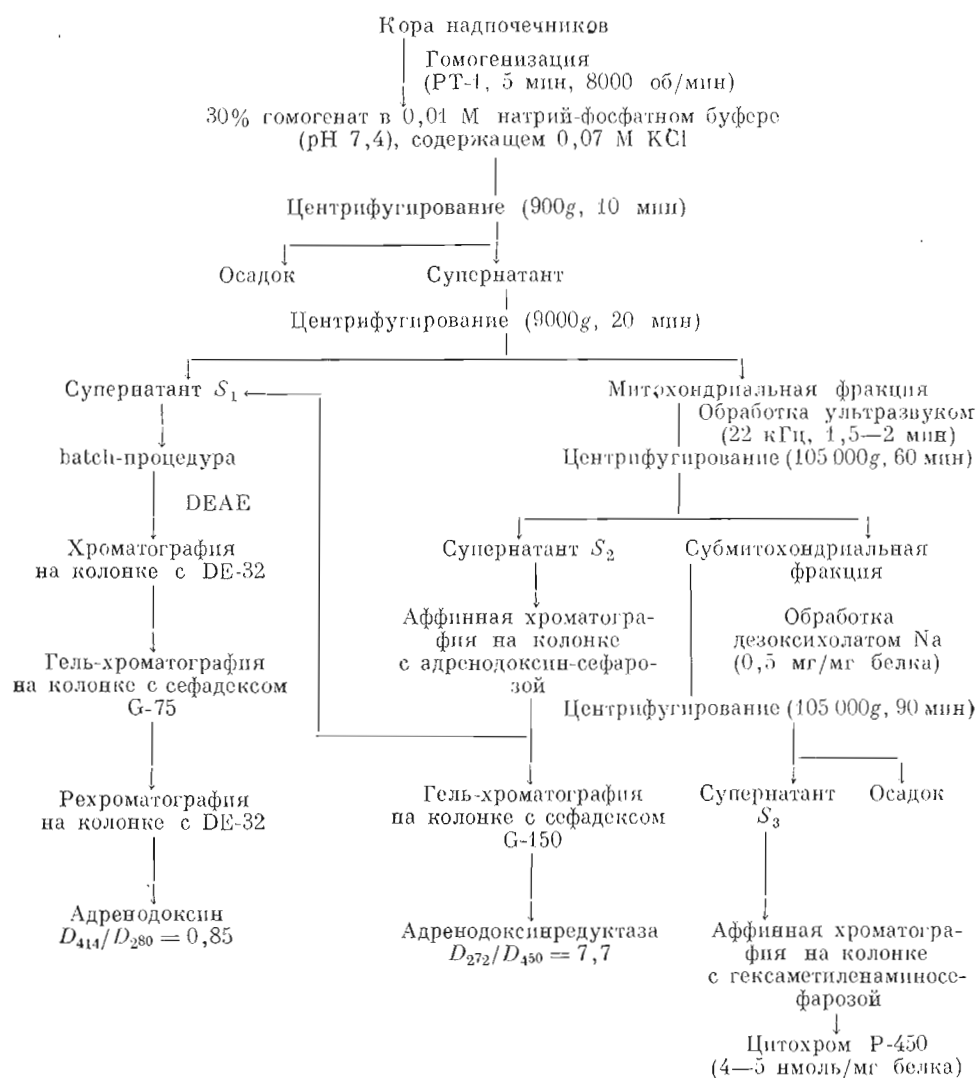 Кора надпочечников
Гомогенизация
(РТ-1, 5 мин, 8000 об/мин)
30% гомогенат в 0,01 М натрий-фосфатном буфере
(pH 7,4), содержащем 0,07 М KCl
Центрифугирование (900g, 10 мин)
Осадок
Супернатант
Центрифугирование (9000g, 20 мин)
Супернатант S₁
batch-процедура
DEAE
Хроматография
на колонке с DE-32
Гель-хроматография
на колонке с сефадексом
G-75
Рехроматография
на колонке с DE-32
Адренодоксин
D₄₁₄/D₂₈₀ = 0,85
Митохондриальная фракция
Обработка ультразвуком
(22 кГц, 1,5—2 мин)
Центрифугирование (105 000g, 60 мин)
Супернатант S₂
Аффинная хроматогра-
фия на колонке
с адренодоксин-сефаро-
зой
Гель-хроматография
на колонке с сефадексом
G-150
Адренодоксинредуктаза
D₂₇₂/D₄₅₀ = 7,7
Субмитохондриальная
фракция
Обработка
дезоксихолатом Na
(0,5 мг/мг белка)
Центрифугирование (105 000g, 90 мин)
Супернатант
S₃
Осадок
Аффинная хроматогра-
фия на колонке
с гексаметиленаминосе-
фарозой
Цитохром P-450
(4—5 нмоль/мг белка)